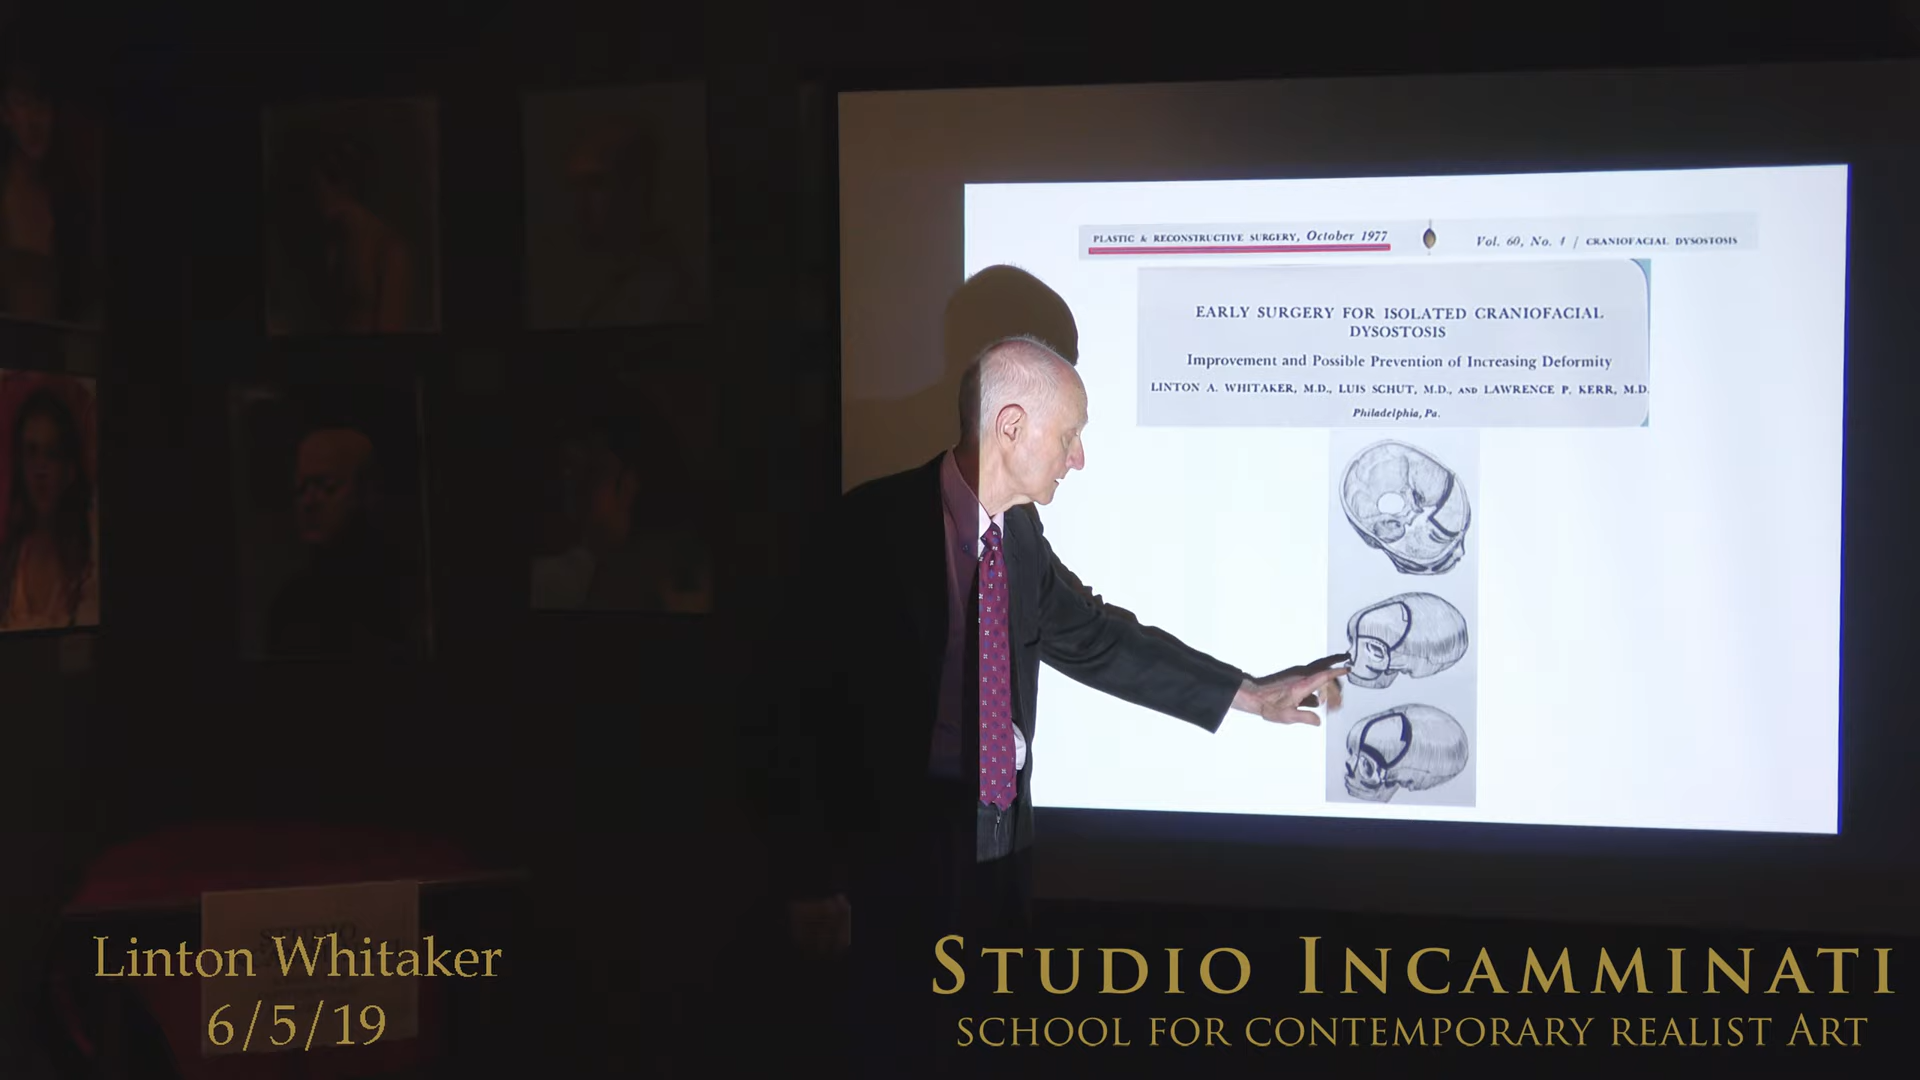 PLASTIC & RECONSTRUCTIVE SURGERY, October 1977
Vol. 60, No. 4 / CRANIOFACIAL DYSOSTOSIS
EARLY SURGERY FOR ISOLATED CRANIOFACIAL
DYSOSTOSIS
Improvement and Possible Prevention of Increasing Deformity
LINTON A. WHITAKER, M.D., LUIS SCHUT, M.D., AND LAWRENCE P. KERR, M.D.
Philadelphia, Pa.
STUDIO
Linton Whitaker
6/5/19
STUDIO INCAMMINATI
SCHOOL FOR CONTEMPORARY REALIST ART